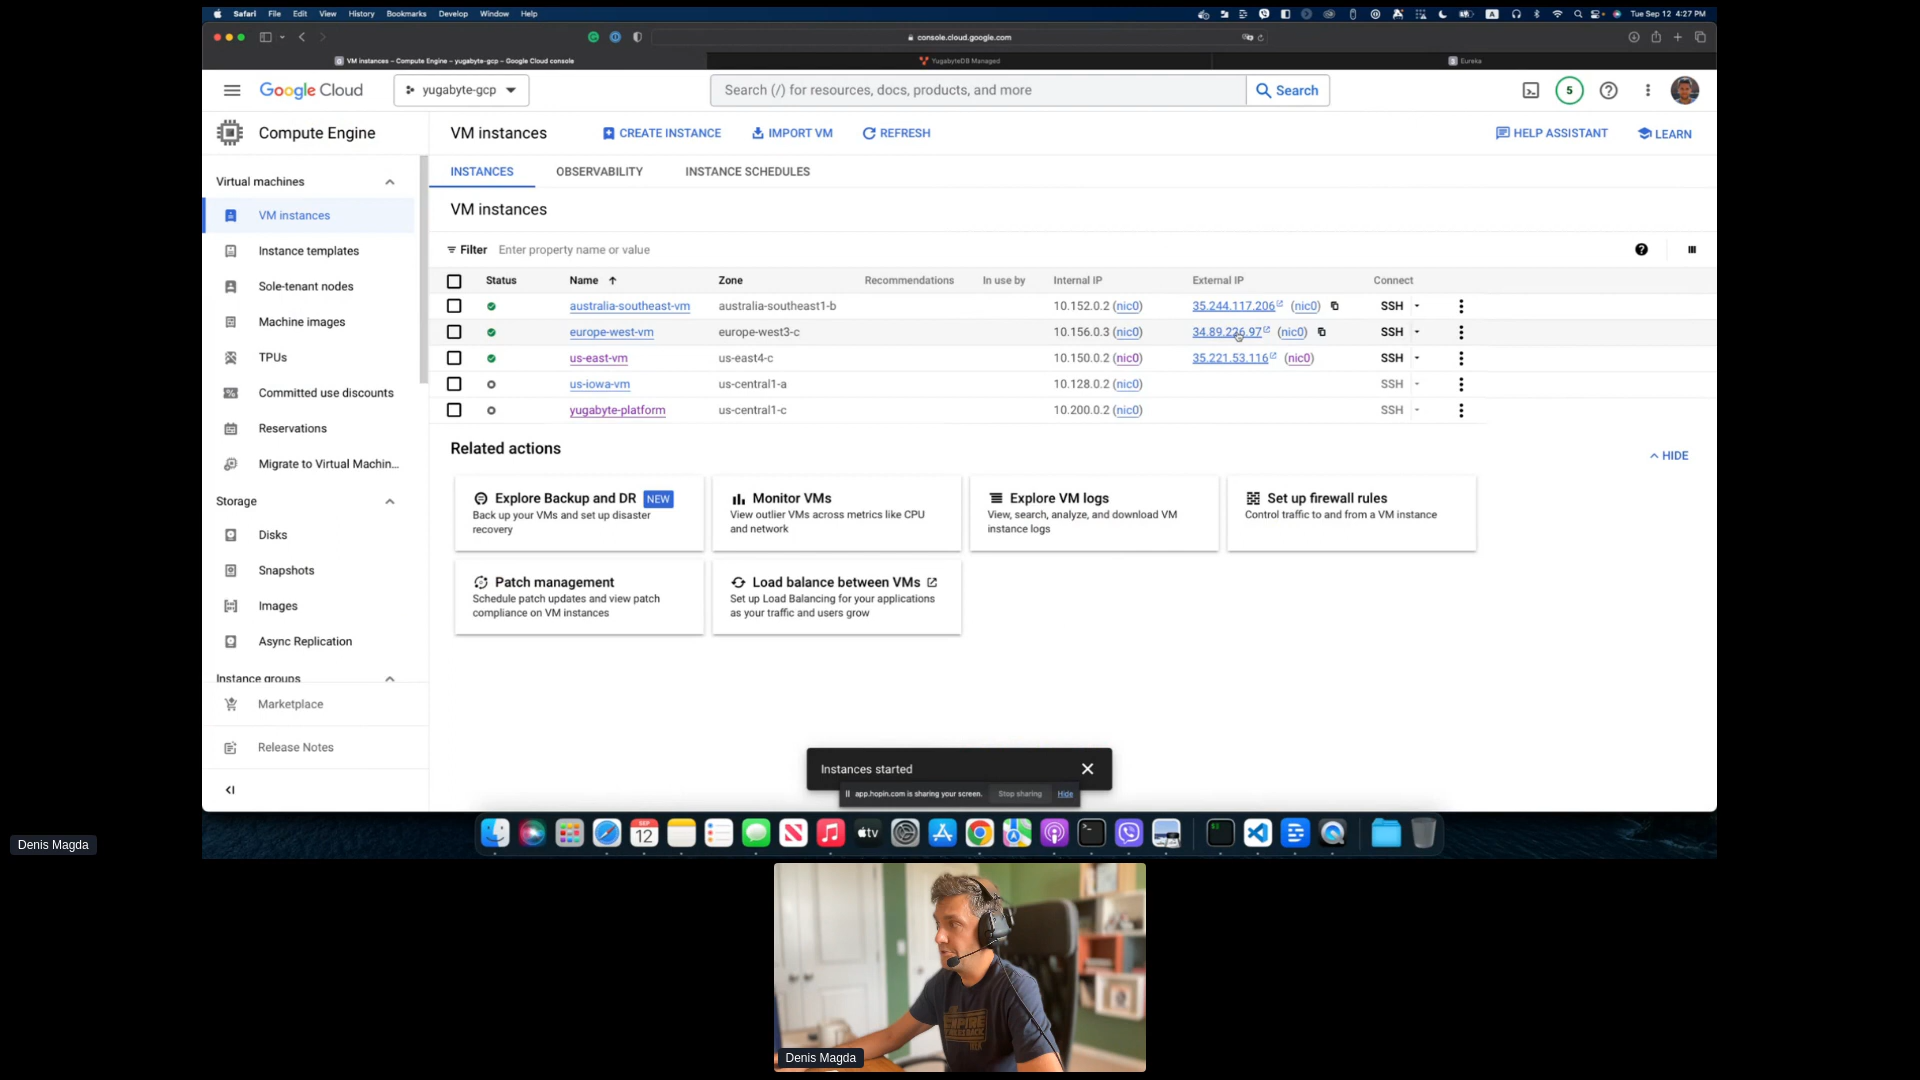 Safari File Edit View History Bookmarks Develop Window Help
Tue Sep 12 4:27 PM
console.cloud.google.com
VM instances – Compute Engine – yugabyte-gcp – Google Cloud console
YugabyteDB Managed
Eureka
Google Cloud
yugabyte-gcp
Search (/) for resources, docs, products, and more
Search
5
Compute Engine
VM instances
CREATE INSTANCE
IMPORT VM
REFRESH
HELP ASSISTANT
LEARN
Virtual machines
VM instances
Instance templates
Sole-tenant nodes
Machine images
TPUs
Committed use discounts
Reservations
Migrate to Virtual Machin...
Storage
Disks
Snapshots
Images
Async Replication
Instance groups
Marketplace
Release Notes
INSTANCES OBSERVABILITY INSTANCE SCHEDULES
VM instances
Filter Enter property name or value
Status Name Zone Recommendations In use by Internal IP External IP Connect
australia-southeast-vm australia-southeast1-b 10.152.0.2 (nic0) 35.244.117.206 (nic0) SSH
europe-west-vm europe-west3-c 10.156.0.3 (nic0) 34.89.226.97 (nic0) SSH
us-east-vm us-east4-c 10.150.0.2 (nic0) 35.221.53.116 (nic0) SSH
us-iowa-vm us-central1-a 10.128.0.2 (nic0) SSH
yugabyte-platform us-central1-c 10.200.0.2 (nic0) SSH
Related actions
HIDE
Explore Backup and DR NEW
Back up your VMs and set up disaster
recovery
Monitor VMs
View outlier VMs across metrics like CPU
and network
Explore VM logs
View, search, analyze, and download VM
instance logs
Set up firewall rules
Control traffic to and from a VM instance
Patch management
Schedule patch updates and view patch
compliance on VM instances
Load balance between VMs
Set up Load Balancing for your applications
as your traffic and users grow
Instances started
app.hopin.com is sharing your screen. Stop sharing Hide
SEP
12
tv
Denis Magda
Denis Magda